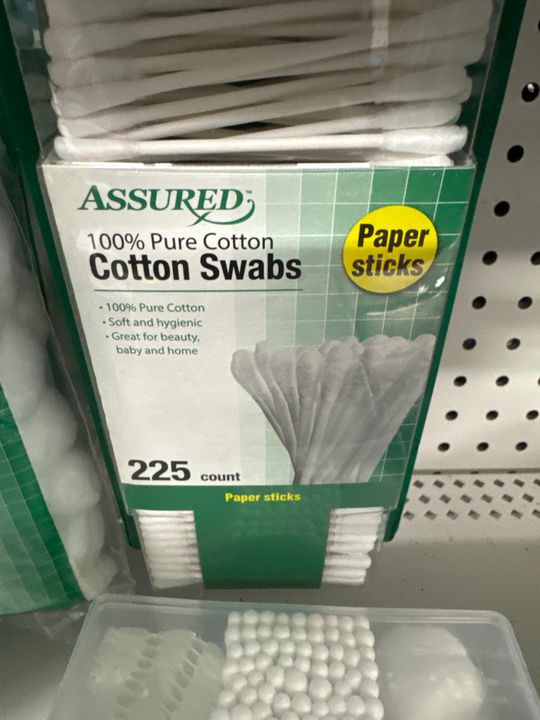 ASSURED™
100% Pure Cotton
Cotton Swabs
Paper
sticks
• 100% Pure Cotton
• Soft and hygienic
• Great for beauty,
baby and home
225 count
Paper sticks